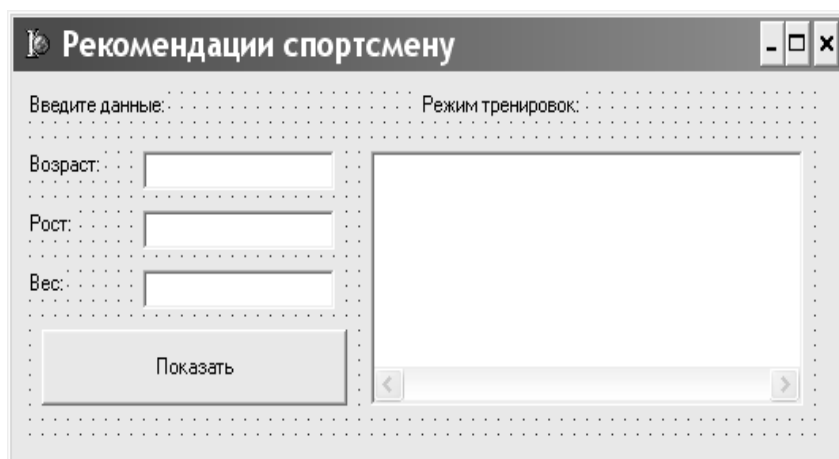 Рекомендации спортсмену
Введите данные:
Режим тренировок:
Возраст:
Рост:
Вес:
Показать